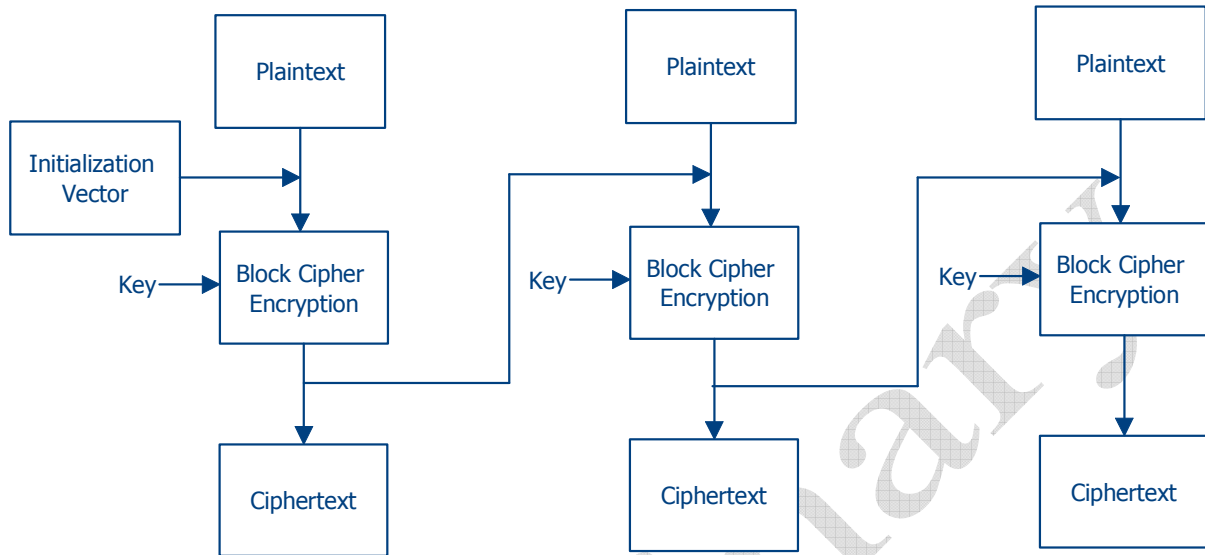 Plaintext
Plaintext
Plaintext
Initialization
Vector
Key
Block Cipher
Encryption
Key
Block Cipher
Encryption
Key
Block Cipher
Encryption
Ciphertext
Ciphertext
Ciphertext